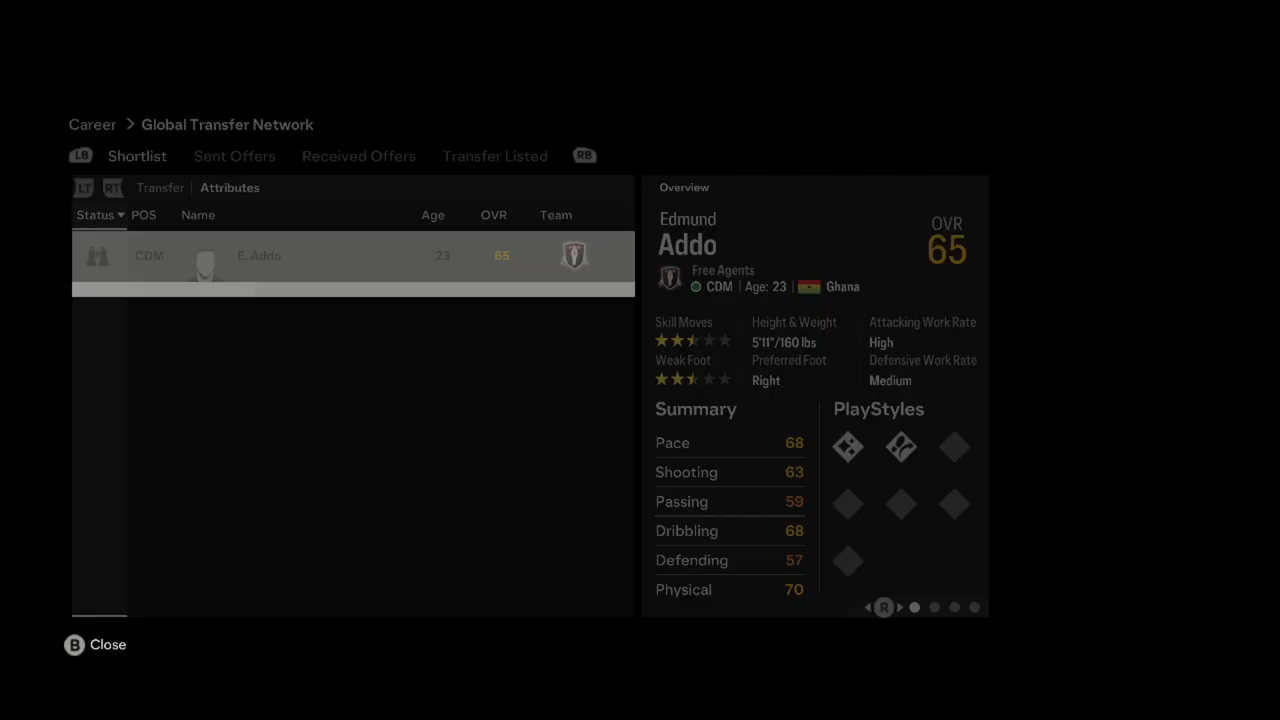 Career > Global Transfer Network
LB Shortlist Sent Offers Received Offers Transfer Listed RB
LT RT Transfer | Attributes
Status ▾ POS Name Age OVR Team
CDM E. Addo 23 65
Overview
Edmund
Addo
OVR
65
Free Agents
CDM | Age: 23 | Ghana
Skill Moves Height & Weight Attacking Work Rate
5'11"/160 lbs High
Weak Foot Preferred Foot Defensive Work Rate
Right Medium
Summary PlayStyles
Pace 68
Shooting 63
Passing 59
Dribbling 68
Defending 57
Physical 70
R
B Close